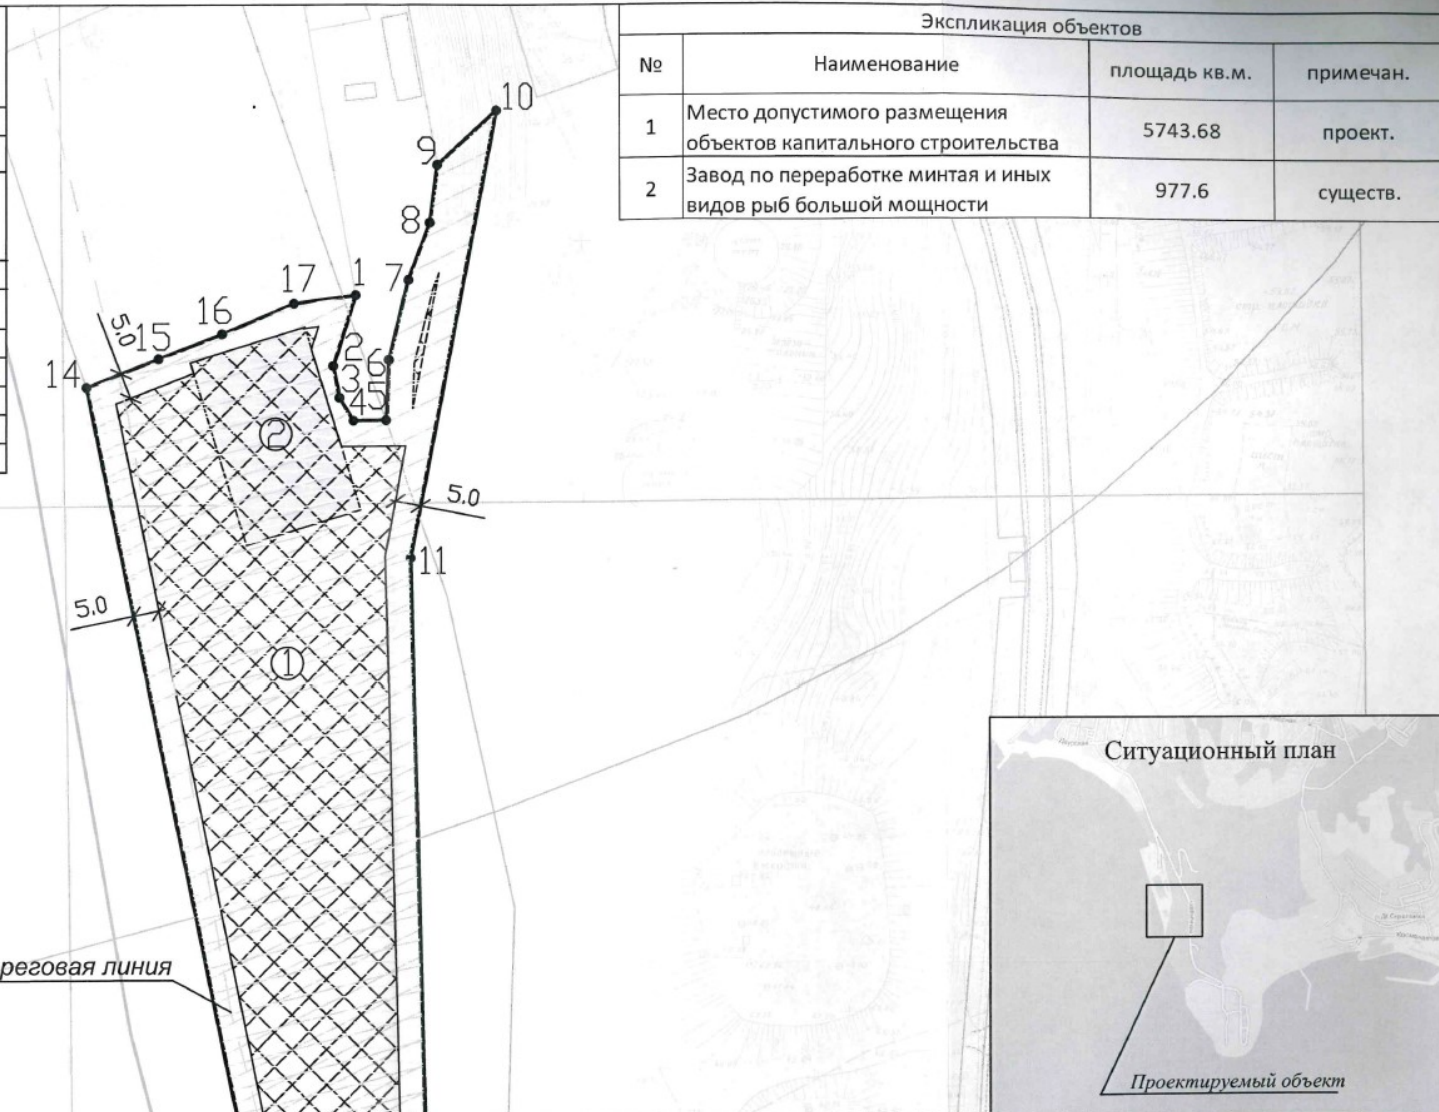 Экспликация объектов
№ Наименование площадь кв.м. примечан.
1 Место допустимого размещения объектов капитального строительства 5743.68 проект.
2 Завод по переработке минтая и иных видов рыб большой мощности 977.6 существ.
10
9
8
7
17
1
16
15
14
5.0
2
3
6
4
5
2
5.0
11
5.0
1
реговая линия
Ситуационный план
Проектируемый объект